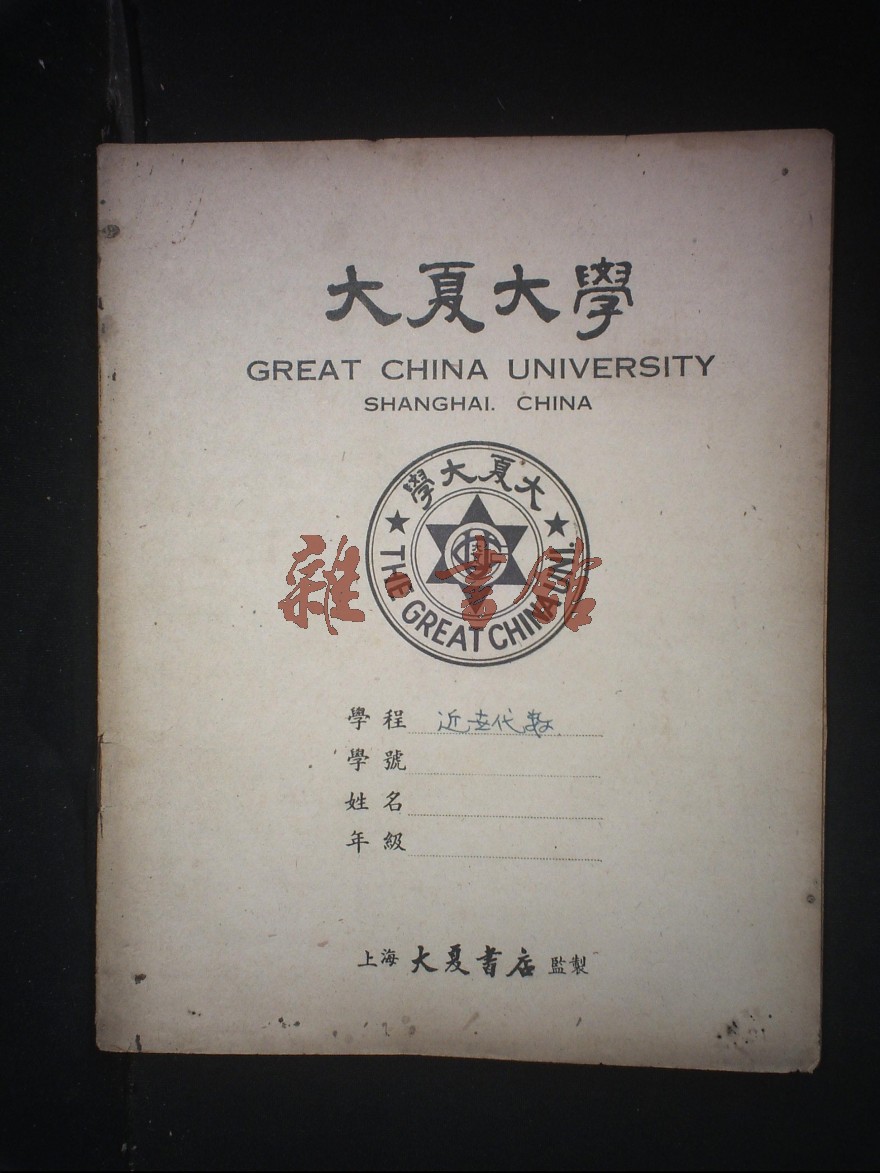 大夏大學
GREAT CHINA UNIVERSITY
SHANGHAI. CHINA
學大夏大
THE GREAT CHINA UNI.
雜書館
學程 近世代數
學號
姓名
年級
上海 大夏書店 監製